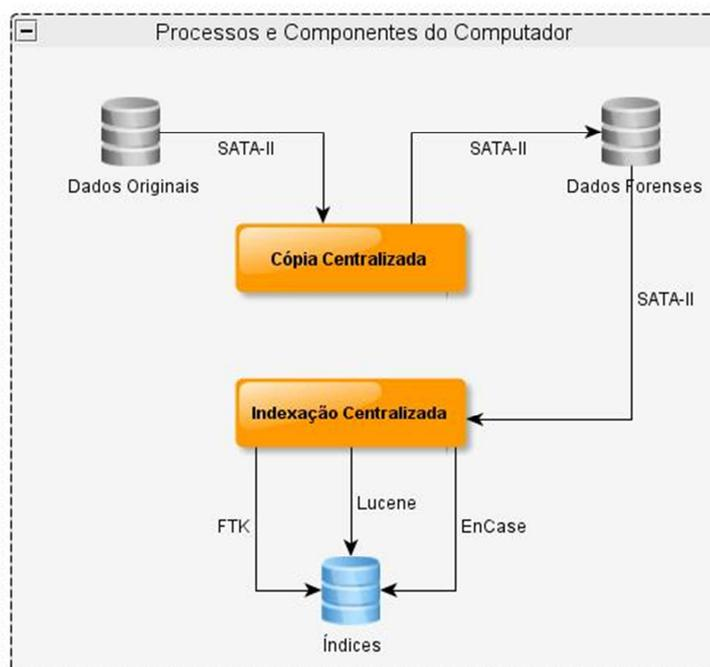 Processos e Componentes do Computador
SATA-II
SATA-II
Dados Originais
Dados Forenses
Cópia Centralizada
SATA-II
Indexação Centralizada
Lucene
FTK
EnCase
Índices